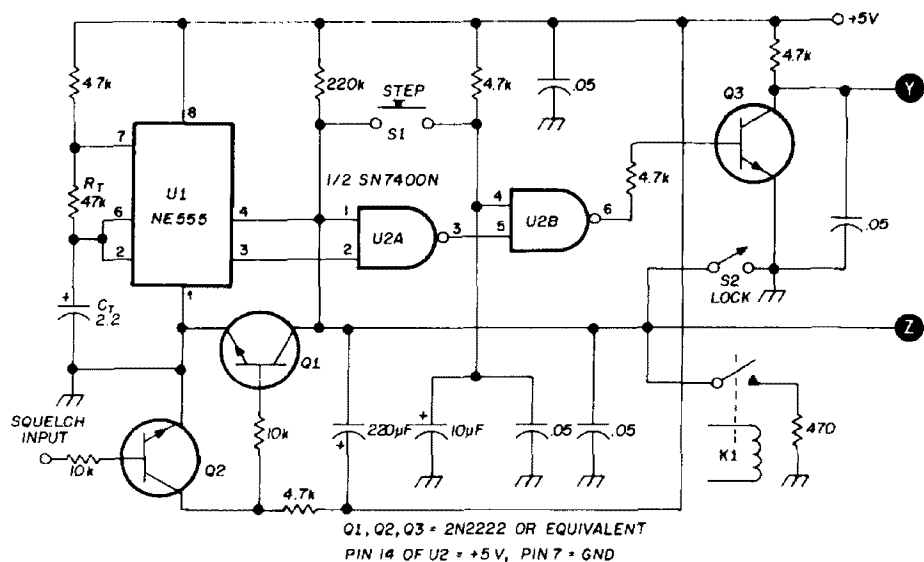 +5V
4.7k
220k
4.7k
.05
4.7k
Y
STEP
S1
Q3
8
7
U1
NE555
RT
47k
6
2
4
3
1
1/2 SN7400N
1
2
U2A
3
4
5
U2B
6
4.7k
.05
S2
LOCK
+
CT
2.2
Q1
Z
SQUELCH
INPUT
10k
Q2
10k
4.7k
220µF
+
+
10µF
.05
.05
K1
470
Q1, Q2, Q3 = 2N2222 OR EQUIVALENT
PIN 14 OF U2 = +5V, PIN 7 = GND